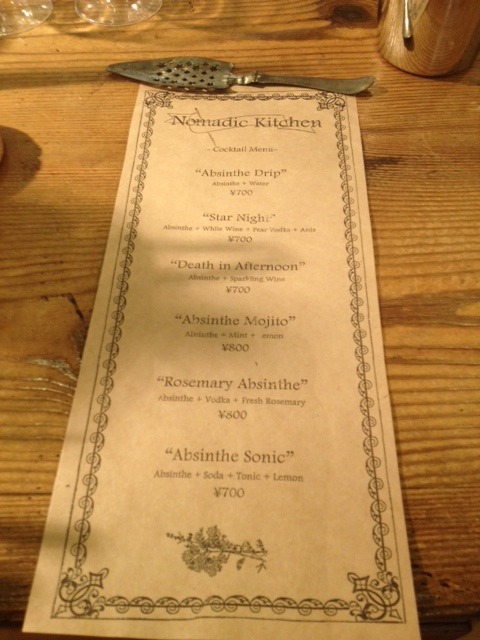 Nomadic Kitchen
- Cocktail Menu-
"Absinthe Drip"
Absinthe + Water
¥700
"Star Night"
Absinthe + White Wine + Pear Vodka + Anis
¥700
"Death in Afternoon"
Absinthe + Sparkling Wine
¥700
"Absinthe Mojito"
Absinthe + Mint + emon
¥800
"Rosemary Absinthe"
Absinthe + Vodka + Fresh Rosemary
¥800
"Absinthe Sonic"
Absinthe + Soda + Tonic + Lemon
¥700